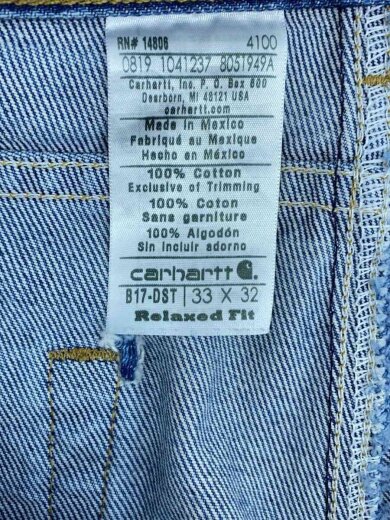 RN# 14806 4100
0819 1041237 8051949A
Carhartt, Inc. P. O. Box 600
Dearborn, MI 48121 USA
carhartt.com
Made in Mexico
Fabriqué au Mexique
Hecho en México
100% Cotton
Exclusive of Trimming
100% Coton
Sans garniture
100% Algodón
Sin incluir adorno
carhartt
B17-DST 33 X 32
Relaxed Fit